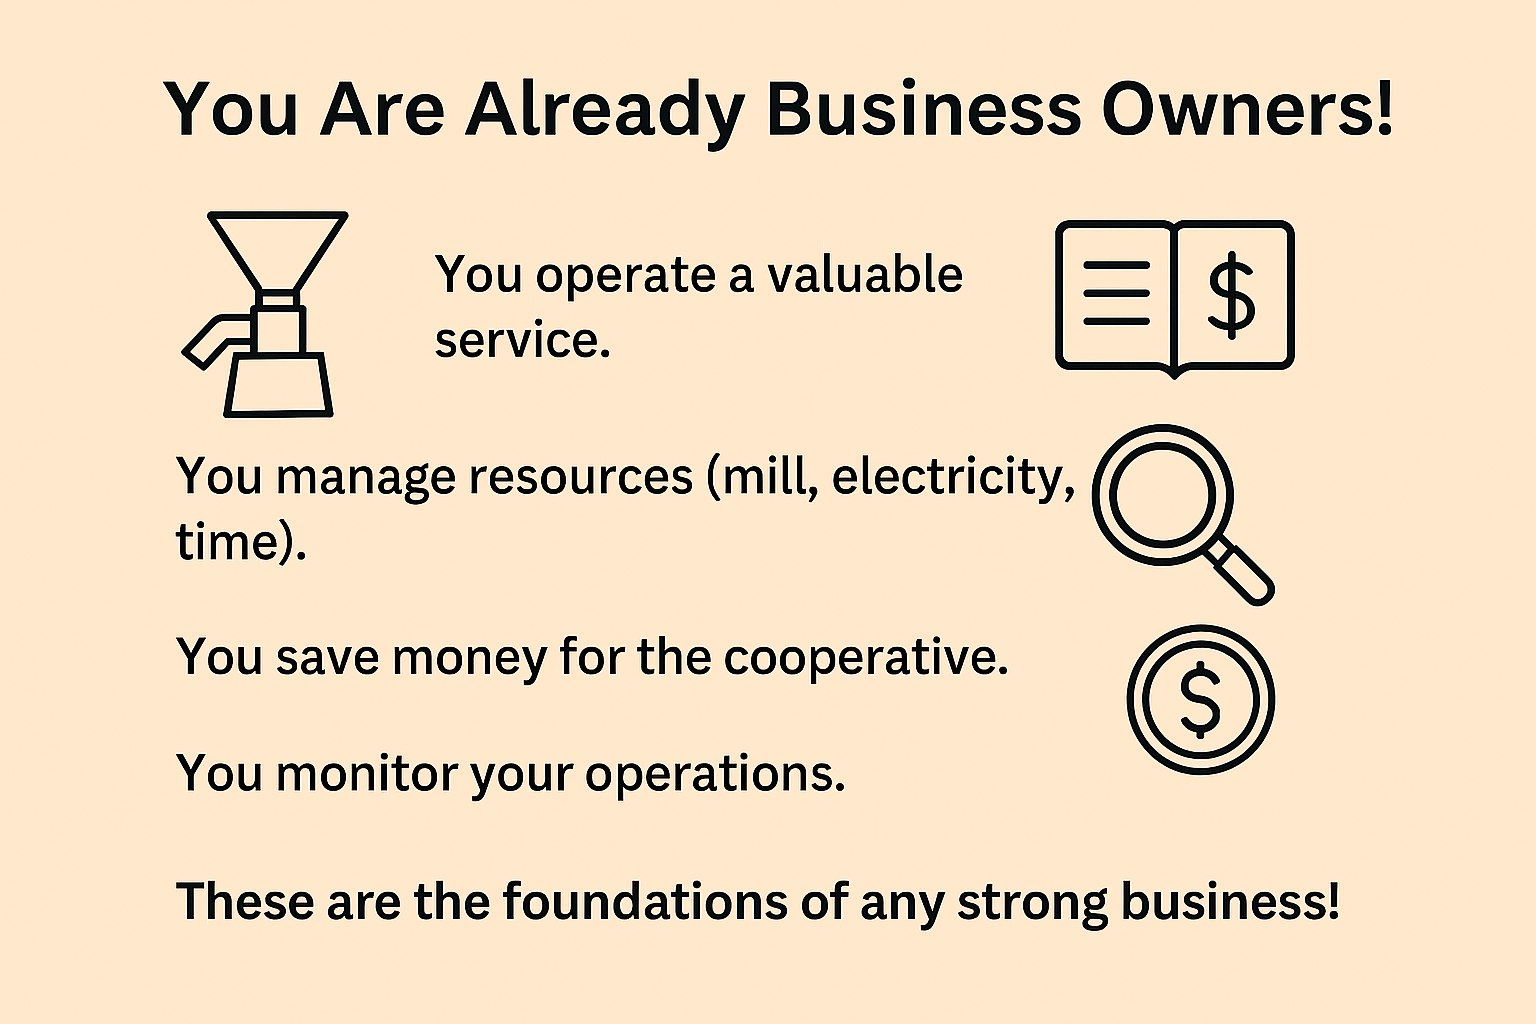 You Are Already Business Owners!
You operate a valuable
service.
$
You manage resources (mill, electricity,
time).
You save money for the cooperative.
$
You monitor your operations.
These are the foundations of any strong business!